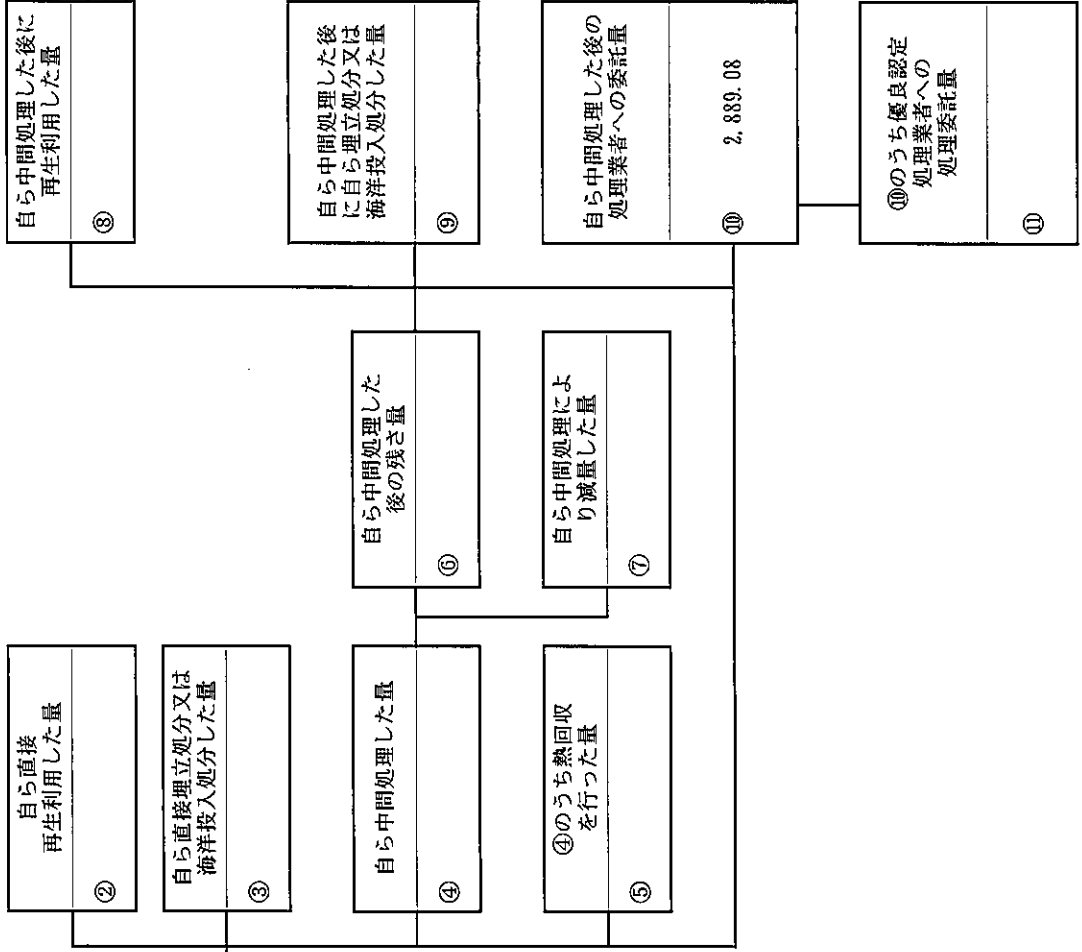 自ら直接
再生利用した量
②
自ら直接埋立処分又は
海洋投入処分した量
③
自ら中間処理した量
④
④のうち熱回収
を行った量
⑤
自ら中間処理した
後の残さ量
⑥
自ら中間処理によ
り減量した量
⑦
自ら中間処理した後に
再生利用した量
⑧
自ら中間処理した後
に自ら埋立処分又は
海洋投入処分した量
⑨
自ら中間処理した後の
処理業者への委託量
⑩ 2,889.08
⑩のうち優良認定
処理業者への
処理委託量
⑪